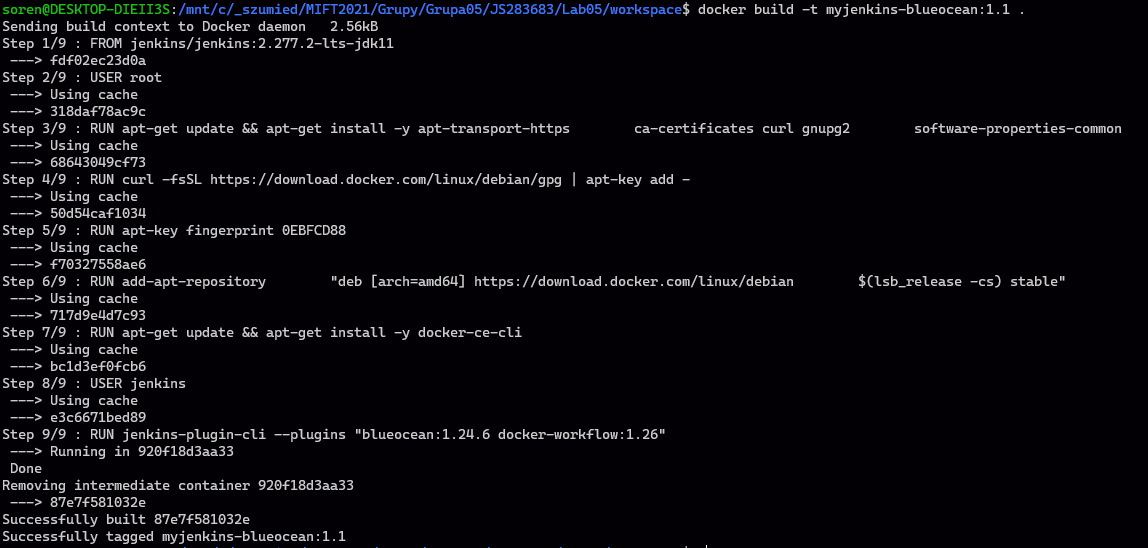 soren@DESKTOP-DIEII3S:/mnt/c/_szumied/MIFT2021/Grupy/Grupa05/JS283683/Lab05/workspace$ docker build -t myjenkins-blueocean:1.1 .
Sending build context to Docker daemon   2.56kB
Step 1/9 : FROM jenkins/jenkins:2.277.2-lts-jdk11
 ---> fdf02ec23d0a
Step 2/9 : USER root
 ---> Using cache
 ---> 318daf78ac9c
Step 3/9 : RUN apt-get update && apt-get install -y apt-transport-https        ca-certificates curl gnupg2        software-properties-common
 ---> Using cache
 ---> 68643049cf73
Step 4/9 : RUN curl -fsSL https://download.docker.com/linux/debian/gpg | apt-key add -
 ---> Using cache
 ---> 50d54caf1034
Step 5/9 : RUN apt-key fingerprint 0EBFCD88
 ---> Using cache
 ---> f70327558ae6
Step 6/9 : RUN add-apt-repository        "deb [arch=amd64] https://download.docker.com/linux/debian        $(lsb_release -cs) stable"
 ---> Using cache
 ---> 717d9e4d7c93
Step 7/9 : RUN apt-get update && apt-get install -y docker-ce-cli
 ---> Using cache
 ---> bc1d3ef0fcb6
Step 8/9 : USER jenkins
 ---> Using cache
 ---> e3c6671bed89
Step 9/9 : RUN jenkins-plugin-cli --plugins "blueocean:1.24.6 docker-workflow:1.26"
 ---> Running in 920f18d3aa33
 Done
Removing intermediate container 920f18d3aa33
 ---> 87e7f581032e
Successfully built 87e7f581032e
Successfully tagged myjenkins-blueocean:1.1